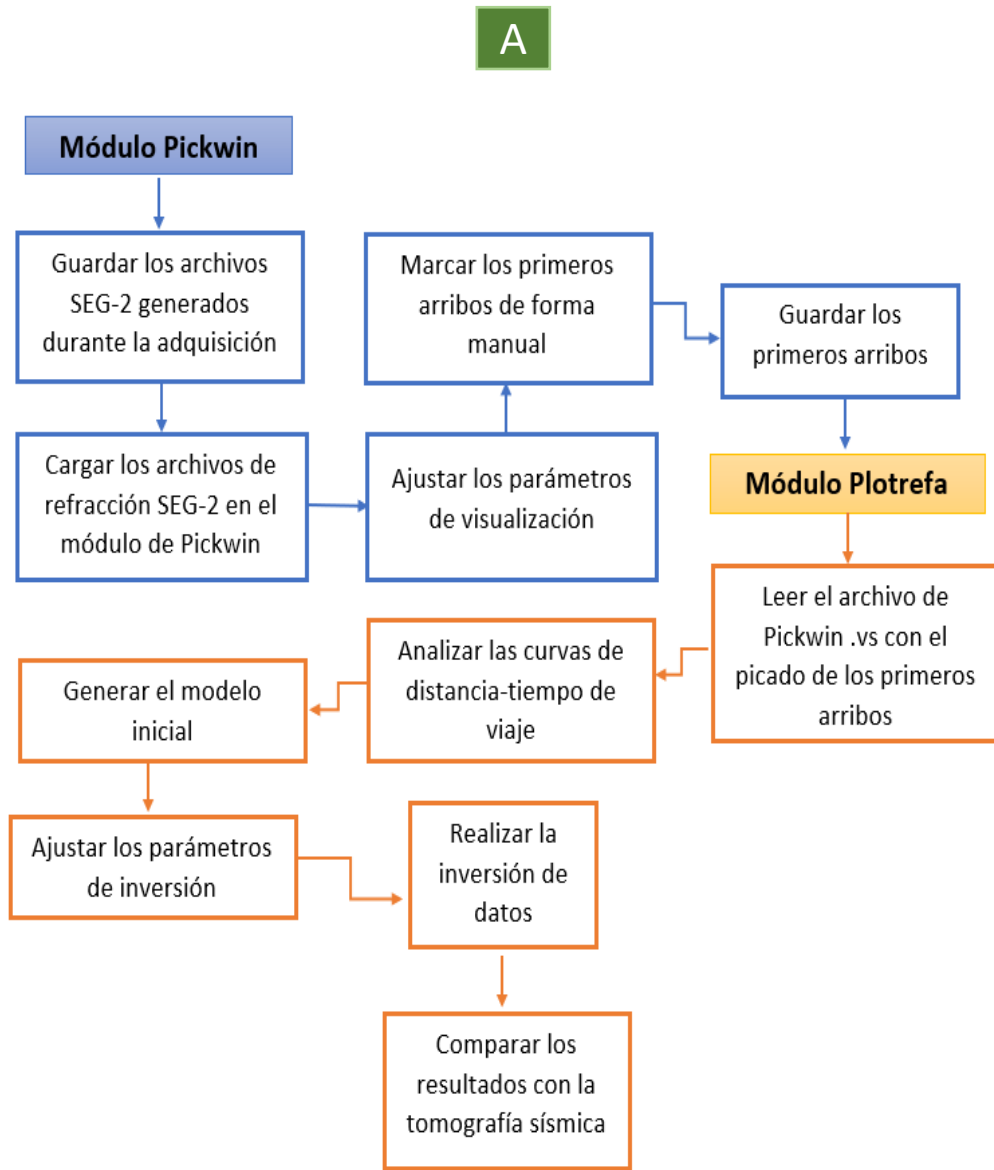 A
Módulo Pickwin
Guardar los archivos
SEG-2 generados
durante la adquisición
Cargar los archivos de
refracción SEG-2 en el
módulo de Pickwin
Ajustar los parámetros
de visualización
Marcar los primeros
arribos de forma
manual
Guardar los
primeros arribos
Módulo Plotrefa
Leer el archivo de
Pickwin .vs con el
picado de los primeros
arribos
Analizar las curvas de
distancia-tiempo de
viaje
Generar el modelo
inicial
Ajustar los parámetros
de inversión
Realizar la
inversión de
datos
Comparar los
resultados con la
tomografía sísmica